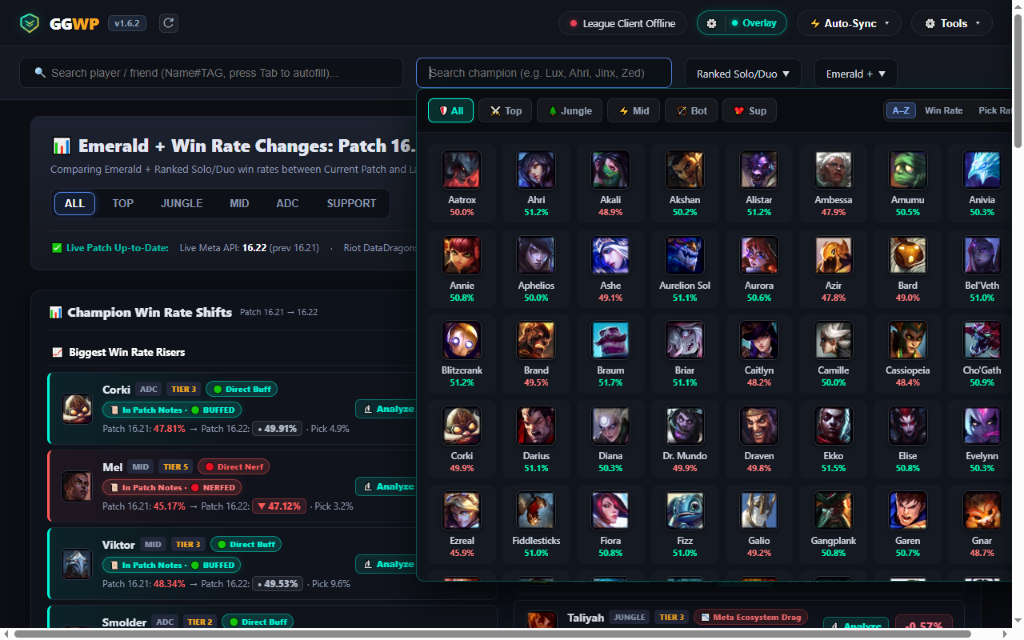 GGWP v1.6.2
League Client Offline
Overlay
Auto-Sync
Tools
Search player / friend (Name#TAG, press Tab to autofill)...
Search champion (e.g. Lux, Ahri, Jinx, Zed)
Ranked Solo/Duo ▼
Emerald + ▼
All Top Jungle Mid Bot Sup
A–Z Win Rate Pick Rat
Emerald + Win Rate Changes: Patch 16.
Comparing Emerald + Ranked Solo/Duo win rates between Current Patch and La
ALL TOP JUNGLE MID ADC SUPPORT
Live Patch Up-to-Date: Live Meta API: 16.22 (prev 16.21) · Riot DataDragon:
Champion Win Rate Shifts Patch 16.21 → 16.22
Biggest Win Rate Risers
Corki ADC TIER 3 Direct Buff
In Patch Notes · BUFFED
Patch 16.21: 47.81% → Patch 16.22: • 49.91% · Pick 4.9%
Analyze
Mel MID TIER 5 Direct Nerf
In Patch Notes · NERFED
Patch 16.21: 45.17% → Patch 16.22: ▼ 47.12% · Pick 3.2%
Analyze
Viktor MID TIER 3 Direct Buff
In Patch Notes · BUFFED
Patch 16.21: 48.34% → Patch 16.22: • 49.53% · Pick 9.6%
Analyze
Smolder ADC TIER 2 Direct Buff
Aatrox Ahri Akali Akshan Alistar Ambessa Amumu Anivia
50.0% 51.2% 48.9% 50.2% 51.2% 47.9% 50.5% 50.3%
Annie Aphelios Ashe Aurelion Sol Aurora Azir Bard Bel'Veth
50.8% 50.0% 49.1% 51.1% 50.6% 47.8% 49.0% 51.0%
Blitzcrank Brand Braum Briar Caitlyn Camille Cassiopeia Cho'Gath
51.2% 49.5% 51.7% 51.1% 48.2% 50.0% 48.4% 50.9%
Corki Darius Diana Dr. Mundo Draven Ekko Elise Evelynn
49.9% 51.1% 50.3% 49.9% 49.8% 51.5% 50.8% 50.3%
Ezreal Fiddlesticks Fiora Fizz Galio Gangplank Garen Gnar
45.9% 51.0% 50.8% 51.0% 49.2% 50.8% 50.7% 48.7%
Taliyah JUNGLE TIER 3 Meta Ecosystem Drag
Analyze
-0.57%